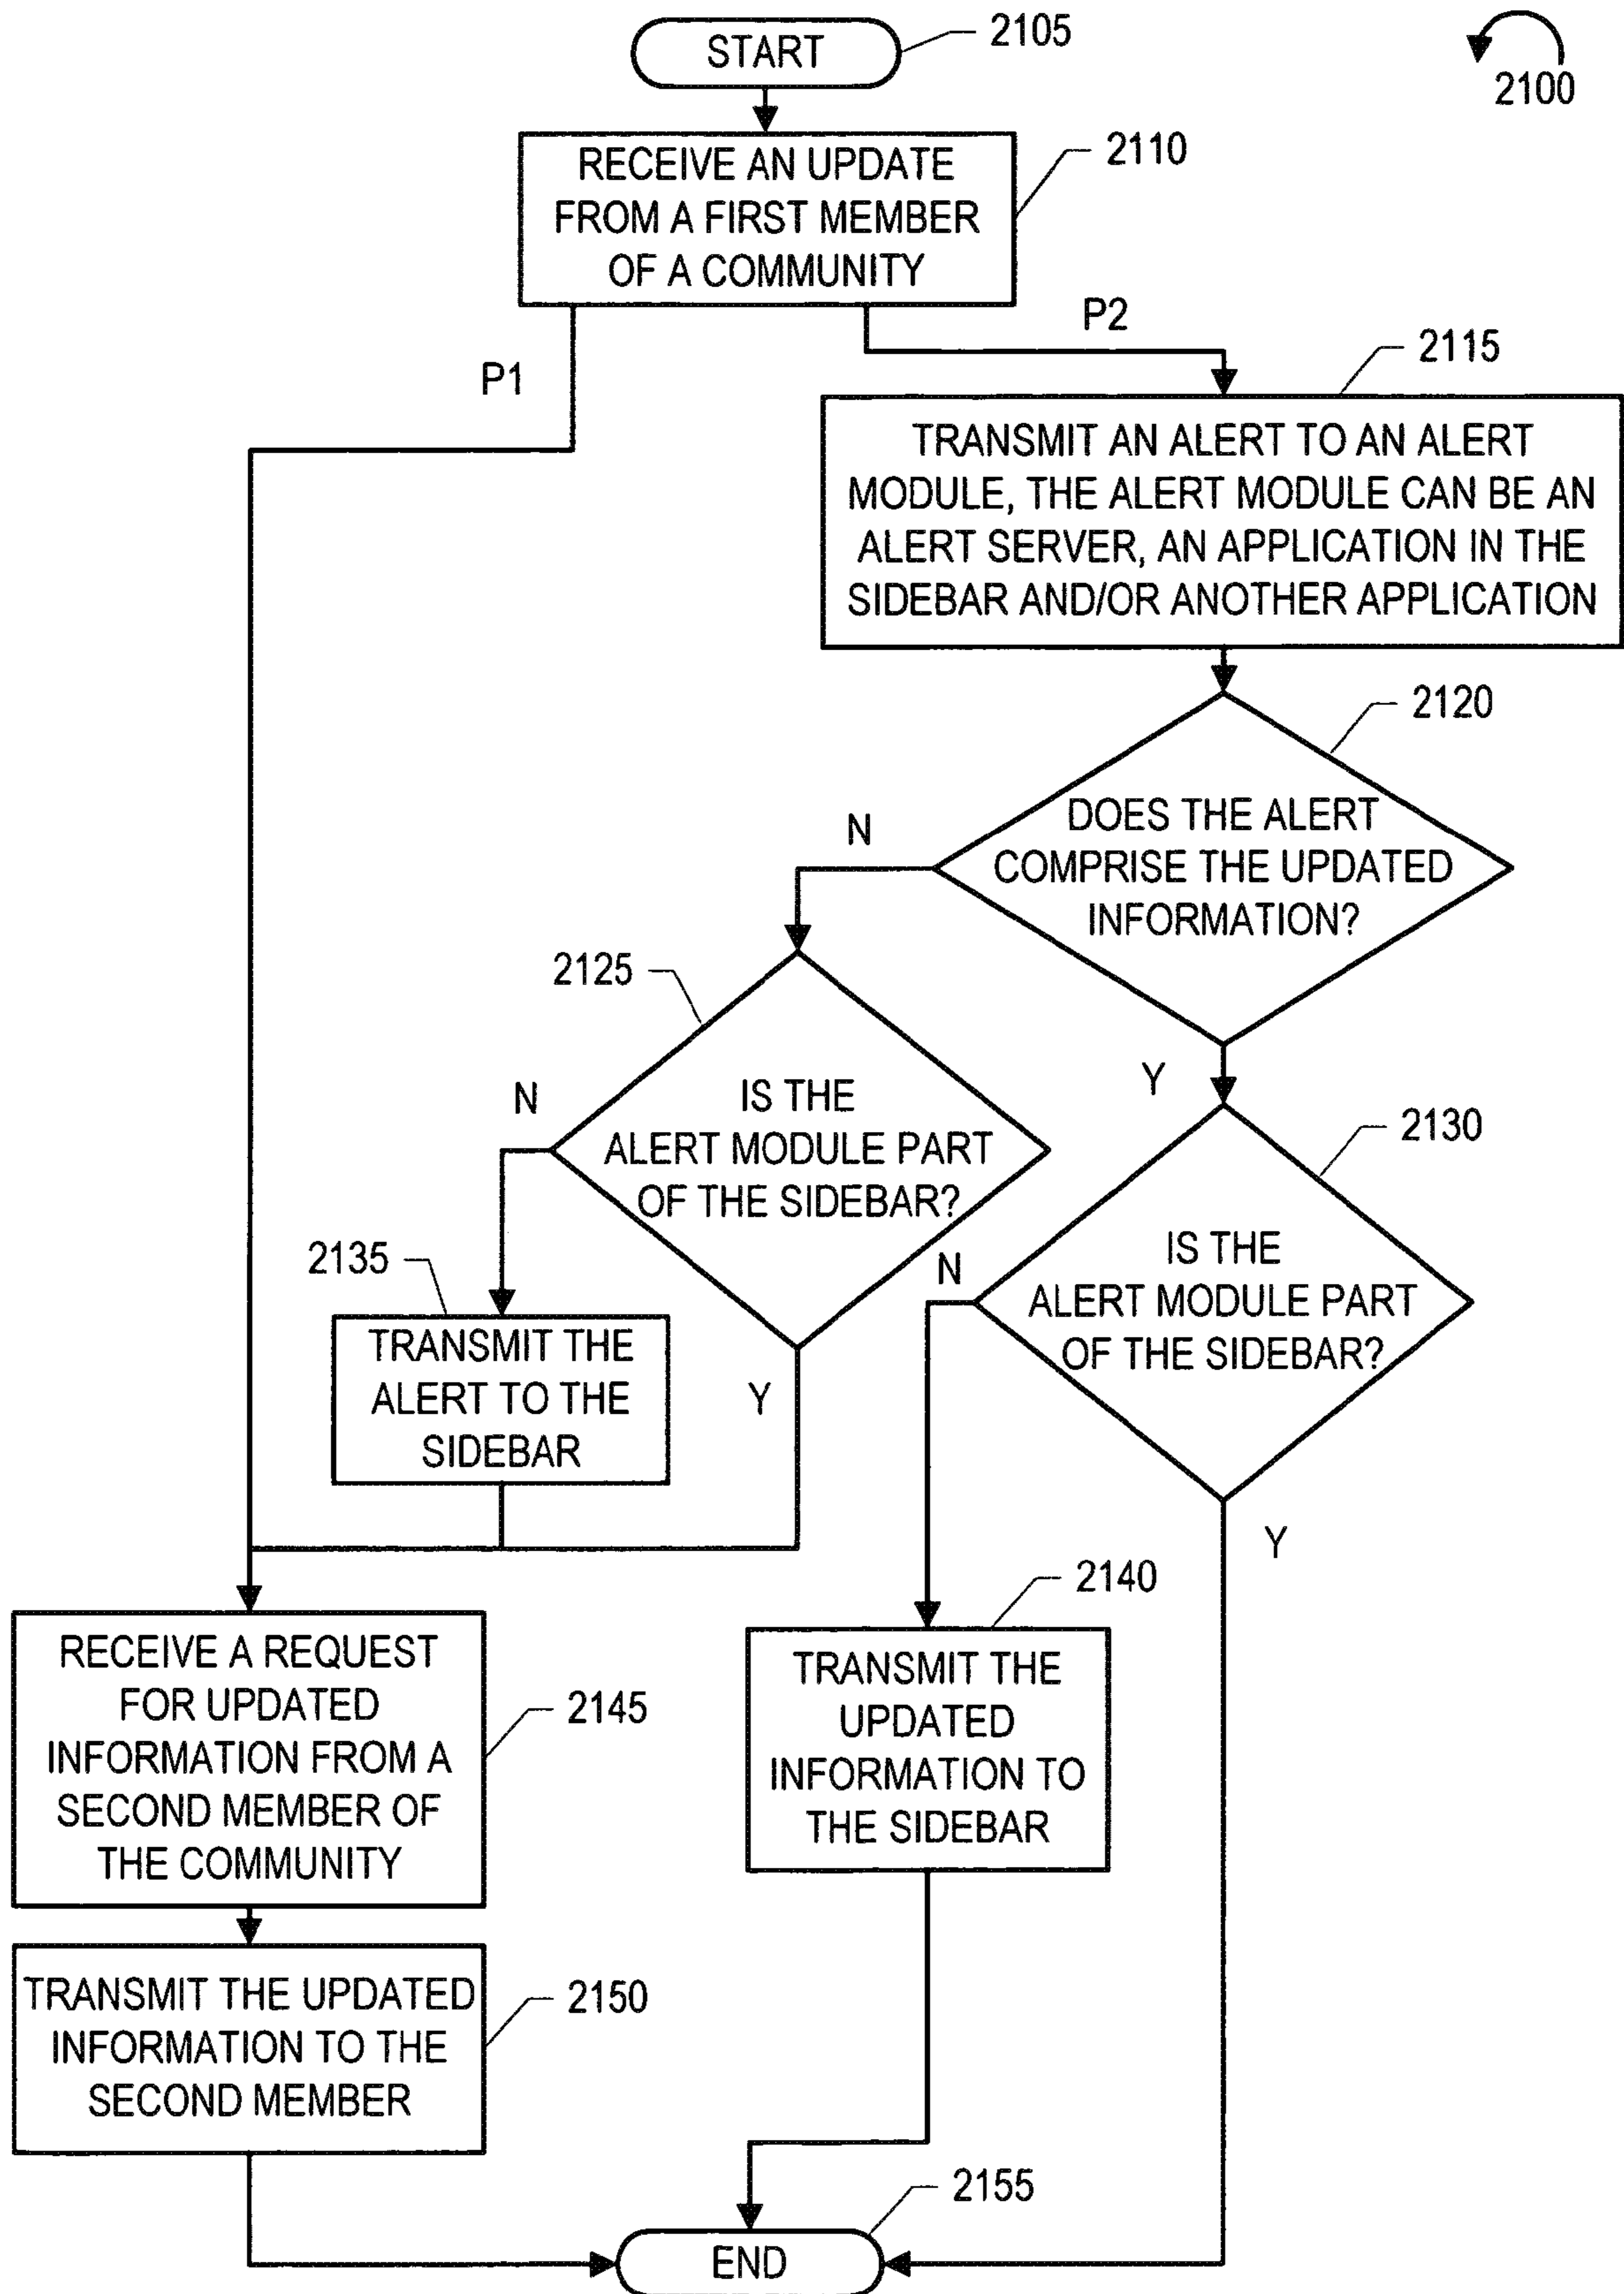 START
2105
2100
RECEIVE AN UPDATE
FROM A FIRST MEMBER
OF A COMMUNITY
2110
P1
P2
2115
TRANSMIT AN ALERT TO AN ALERT
MODULE, THE ALERT MODULE CAN BE AN
ALERT SERVER, AN APPLICATION IN THE
SIDEBAR AND/OR ANOTHER APPLICATION
2120
DOES THE ALERT
COMPRISE THE UPDATED
INFORMATION?
N
Y
2125
IS THE
ALERT MODULE PART
OF THE SIDEBAR?
N
Y
2130
IS THE
ALERT MODULE PART
OF THE SIDEBAR?
N
Y
2135
TRANSMIT THE
ALERT TO THE
SIDEBAR
2140
TRANSMIT THE
UPDATED
INFORMATION TO
THE SIDEBAR
RECEIVE A REQUEST
FOR UPDATED
INFORMATION FROM A
SECOND MEMBER OF
THE COMMUNITY
2145
TRANSMIT THE UPDATED
INFORMATION TO THE
SECOND MEMBER
2150
2155
END